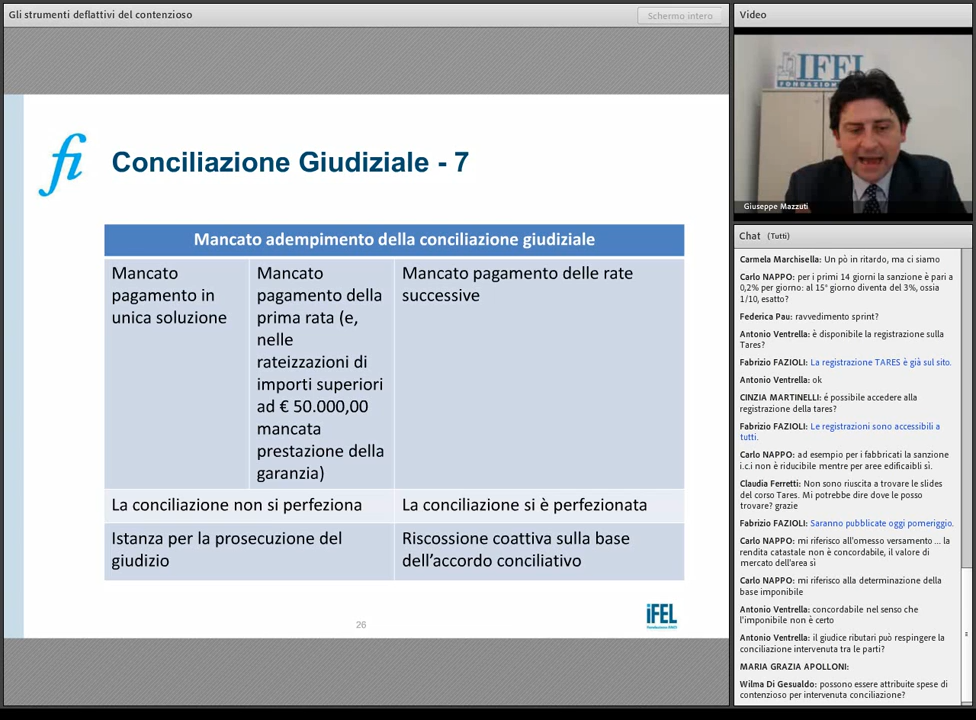 Gli strumenti deflattivi del contenzioso
Schermo intero
fi
Conciliazione Giudiziale - 7
Mancato adempimento della conciliazione giudiziale
Mancato
pagamento in
unica soluzione
Mancato
pagamento della
prima rata (e,
nelle
rateizzazioni di
importi superiori
ad € 50.000,00
mancata
prestazione della
garanzia)
Mancato pagamento delle rate
successive
La conciliazione non si perfeziona
La conciliazione si è perfezionata
Istanza per la prosecuzione del
giudizio
Riscossione coattiva sulla base
dell’accordo conciliativo
26
iFEL
Video
IFEL
Giuseppe Mazzuti
Chat (Tutti)
Carmela Marchisella: Un pò in ritardo, ma ci siamo
Carlo NAPPO: per i primi 14 giorni la sanzione è pari a
0,2% per giorno: al 15° giorno diventa del 3%, ossia
1/10, esatto?
Federica Pau: ravvedimento sprint?
Antonio Ventrella: è disponibile la registrazione sulla
Tares?
Fabrizio FAZIOLI: La registrazione TARES è già sul sito.
Antonio Ventrella: ok
CINZIA MARTINELLI: é possibile accedere alla
registrazione della tares?
Fabrizio FAZIOLI: Le registrazioni sono accessibili a
tutti.
Carlo NAPPO: ad esempio per i fabbricati la sanzione
i.c.i non è riducibile mentre per aree edificaibli sì.
Claudia Ferretti: Non sono riuscita a trovare le slides
del corso Tares. Mi potrebbe dire dove le posso
trovare? grazie
Fabrizio FAZIOLI: Saranno pubblicate oggi pomeriggio.
Carlo NAPPO: mi riferisco all'omesso versamento ... la
rendita catastale non è concordabile, il valore di
mercato dell'area sì
Carlo NAPPO: mi riferisco alla determinazione della
base imponibile
Antonio Ventrella: concordabile nel senso che
l'imponibile non è certo
Antonio Ventrella: il giudice ributari può respingere la
conciliazione intervenuta tra le parti?
MARIA GRAZIA APOLLONI:
Wilma Di Gesualdo: possono essere attribuite spese di
contenzioso per intervenuta conciliazione?